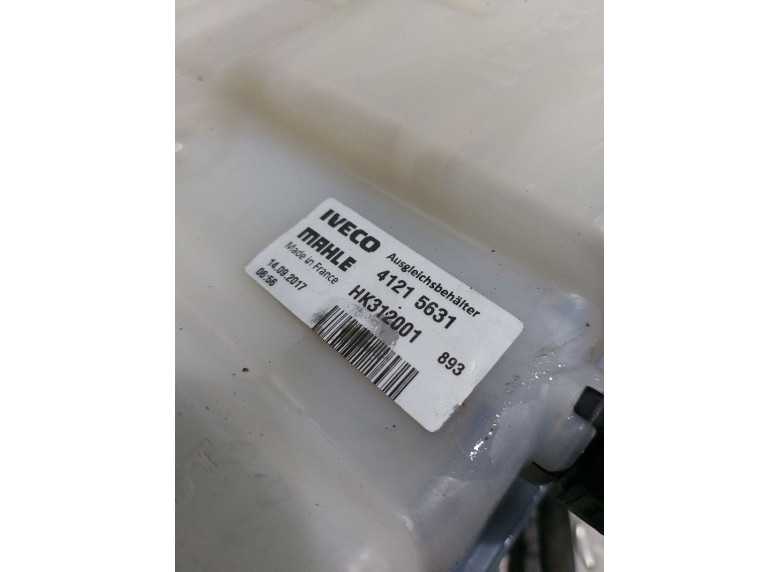 IVECO Ausgleichsbehälter
MAHLE 4121 5631
Made in France HK312001
14.09.2017 893
06:56